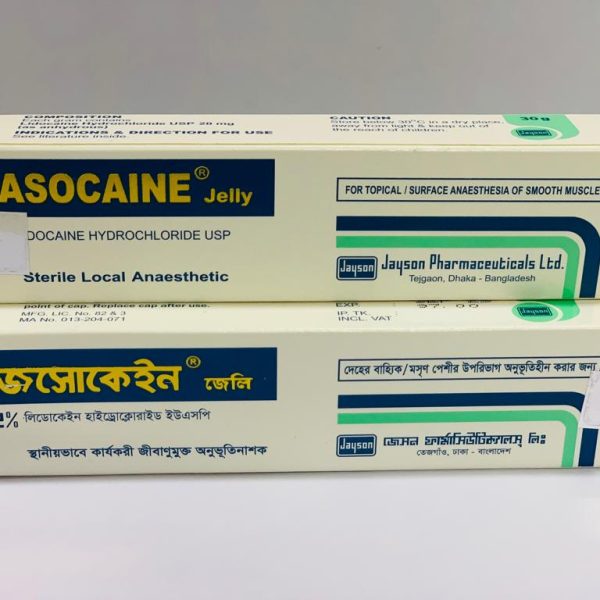 COMPOSITION
Each gram contains
Lidocaine Hydrochloride USP 20 mg
(as anhydrous)
INDICATIONS & DIRECTION FOR USE
See literature inside.
CAUTION
Store below 30°C in a dry place,
away from light & keep out of
the reach of children.
30 g
Jayson
ASOCAINE® Jelly
DOCAINE HYDROCHLORIDE USP
Sterile Local Anaesthetic
FOR TOPICAL / SURFACE ANAESTHESIA OF SMOOTH MUSCLE
Jayson Jayson Pharmaceuticals Ltd.
Tejgaon, Dhaka - Bangladesh
point of cap. Replace cap after use.
MFG. LIC. No. 82 & 3
MA No. 013-204-071
EXP.
IP. TK. :
INCL. VAT
Jayson
জেসোকেইন® জেলি
% লিডোকেইন হাইড্রোক্লোরাইড ইউএসপি
স্থানীয়ভাবে কার্যকরী জীবাণুমুক্ত অনুভূতিনাশক
দেহের বাহ্যিক/মসৃণ পেশীর উপরিভাগ অনুভূতিহীন করার জন্য
Jayson জেসন ফার্মাসিউটিক্যালস্ লিঃ
তেজগাঁও, ঢাকা - বাংলাদেশ